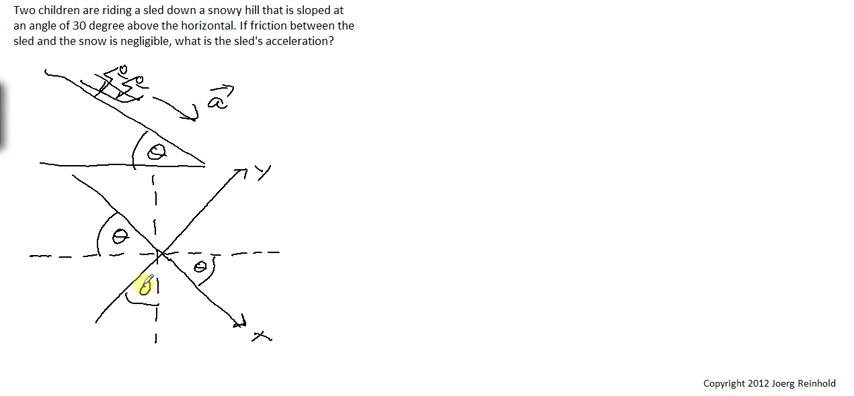 Two children are riding a sled down a snowy hill that is sloped at
an angle of 30 degree above the horizontal. If friction between the
sled and the snow is negligible, what is the sled's acceleration?
a
θ
y
θ
θ
θ
x
Copyright 2012 Joerg Reinhold